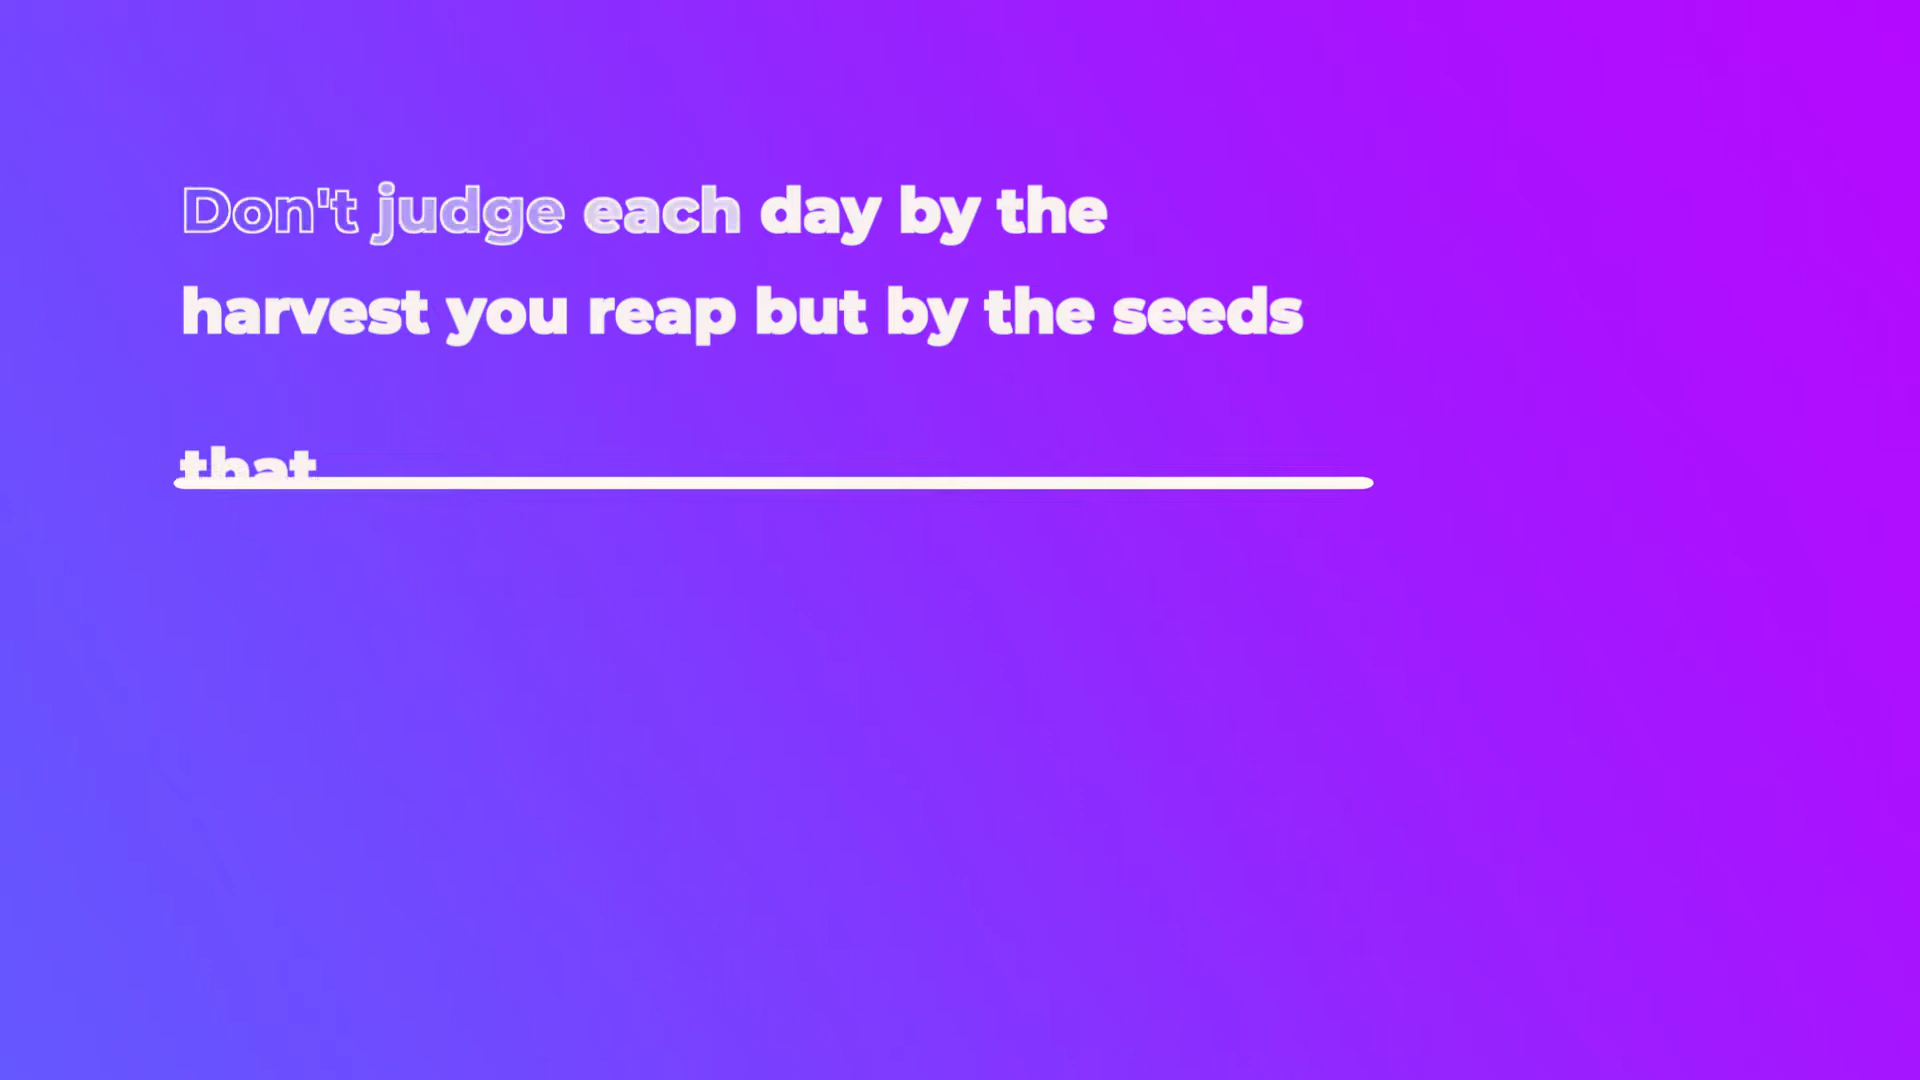 Don't judge each day by the
harvest you reap but by the seeds
that